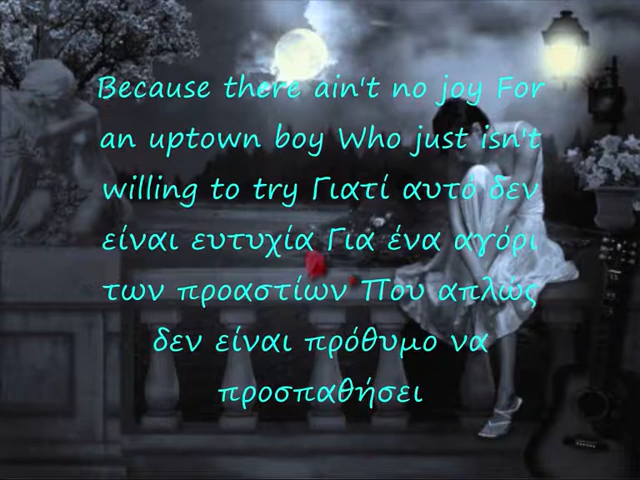 Because there ain't no joy For
an uptown boy Who just isn't
willing to try Γιατί αυτό δεν
είναι ευτυχία Για ένα αγόρι
των προαστίων Που απλώς
δεν είναι πρόθυμο να
προσπαθήσει